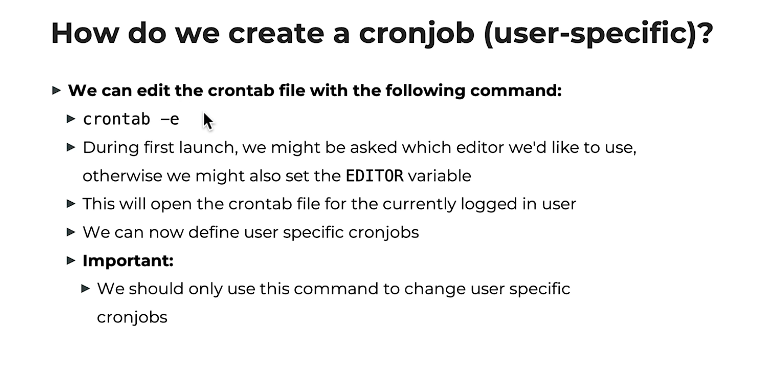 How do we create a cronjob (user-specific)?
▸ We can edit the crontab file with the following command:
▸ crontab -e
▸ During first launch, we might be asked which editor we'd like to use,
otherwise we might also set the EDITOR variable
▸ This will open the crontab file for the currently logged in user
▸ We can now define user specific cronjobs
▸ Important:
▸ We should only use this command to change user specific
cronjobs